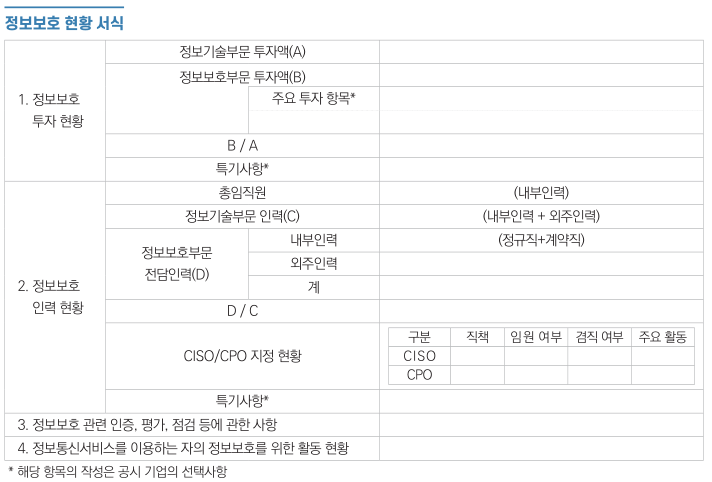 정보보호 현황 서식
1. 정보보호
투자 현황
정보기술부문 투자액(A)
정보보호부문 투자액(B)
주요 투자 항목*
B / A
특기사항*
2. 정보보호
인력 현황
총임직원
(내부인력)
정보기술부문 인력(C)
(내부인력 + 외주인력)
정보보호부문
전담인력(D)
내부인력
(정규직+계약직)
외주인력
계
D / C
CISO/CPO 지정 현황
구분 직책 임원 여부 겸직 여부 주요 활동
CISO
CPO
특기사항*
3. 정보보호 관련 인증, 평가, 점검 등에 관한 사항
4. 정보통신서비스를 이용하는 자의 정보보호를 위한 활동 현황
* 해당 항목의 작성은 공시 기업의 선택사항